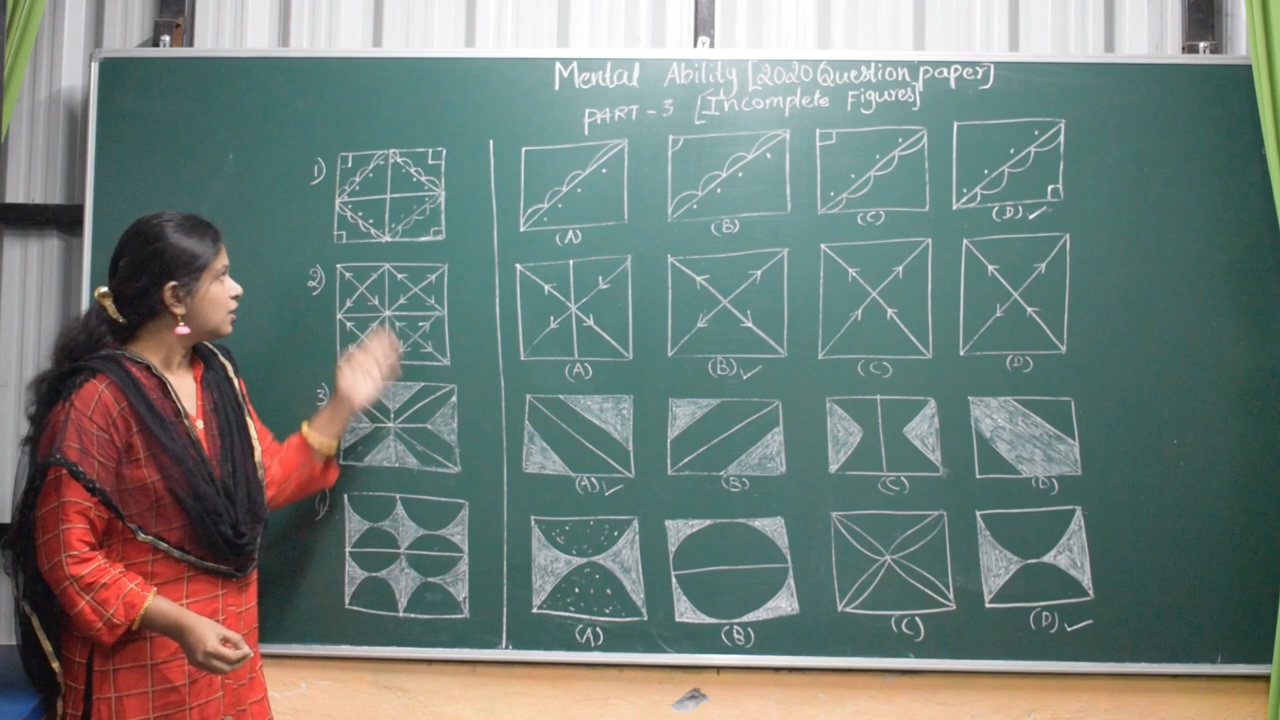 Mental Ability [2020 Question paper]
PART-3 [Incomplete Figures]
1)
(A) (B) (C) (D) ✓
2)
(A) (B) ✓ (C) (D)
3)
(A) ✓ (B) (C) (D)
(A) (B) (C) (D) ✓